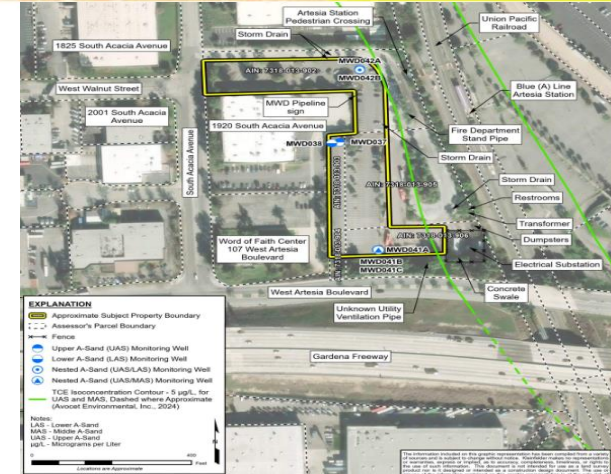 Artesia Station
Pedestrian Crossing
Union Pacific
Railroad
Storm Drain
1825 South Acacia Avenue
MWD042A
AIN: 7318-013-902
MWD042B
West Walnut Street
Blue (A) Line
Artesia Station
MWD Pipeline
sign
2001 South Acacia
Avenue
1920 South Acacia Avenue
Fire Department
Stand Pipe
MWD038
MWD037
South Acacia Avenue
Storm Drain
Storm Drain
Restrooms
Transformer
Word of Faith Center
107 West Artesia
Boulevard
Dumpsters
MWD041A
Electrical Substation
MWD041B
MWD041C
West Artesia Boulevard
Concrete
Swale
Unknown Utility
Ventilation Pipe
Gardena Freeway
EXPLANATION
Approximate Subject Property Boundary
Assessor's Parcel Boundary
Fence
Upper A-Sand (UAS) Monitoring Well
Lower A-Sand (LAS) Monitoring Well
Nested A-Sand (UAS/LAS) Monitoring Well
Nested A-Sand (UAS/MAS) Monitoring Well
TCE Isoconcentration Contour - 5 µg/L, for
UAS and MAS, Dashed where Approximate
(Avocet Environmental, Inc., 2024)
Notes:
LAS - Lower A-Sand
MAS - Middle A-Sand
UAS - Upper A-Sand
µg/L - Micrograms per Liter
0 400
Feet
Locations are Approximate